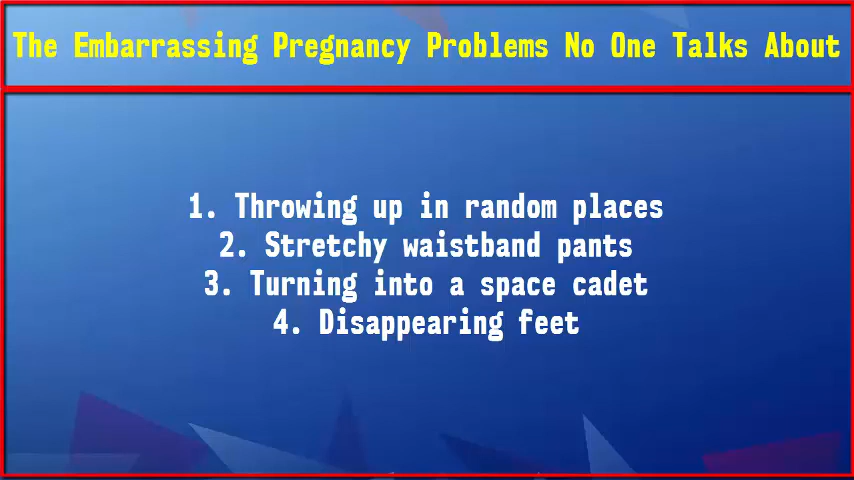 The Embarrassing Pregnancy Problems No One Talks About
1. Throwing up in random places
2. Stretchy waistband pants
3. Turning into a space cadet
4. Disappearing feet